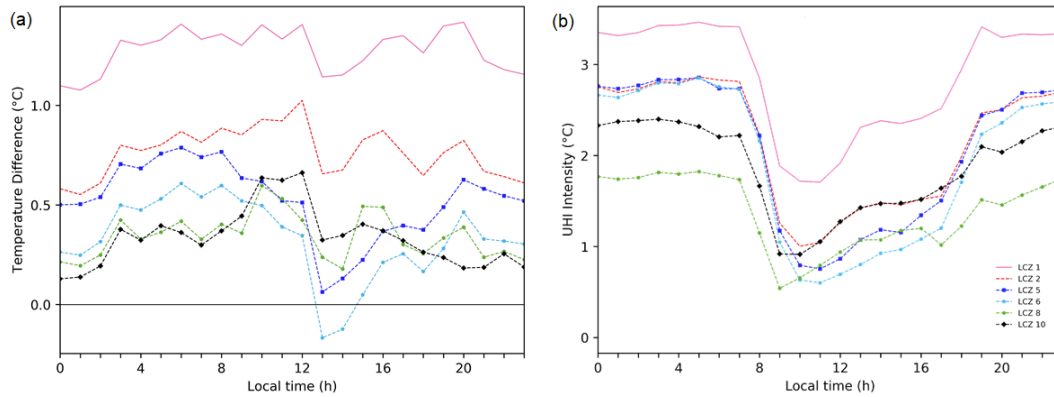 (a)
Temperature Difference (°C)
1.0
0.5
0.0
0 4 8 12 16 20
Local time (h)
(b)
UHI Intensity (°C)
3
2
1
0
LCZ 1
LCZ 2
LCZ 5
LCZ 6
LCZ 8
LCZ 10
0 4 8 12 16 20
Local time (h)